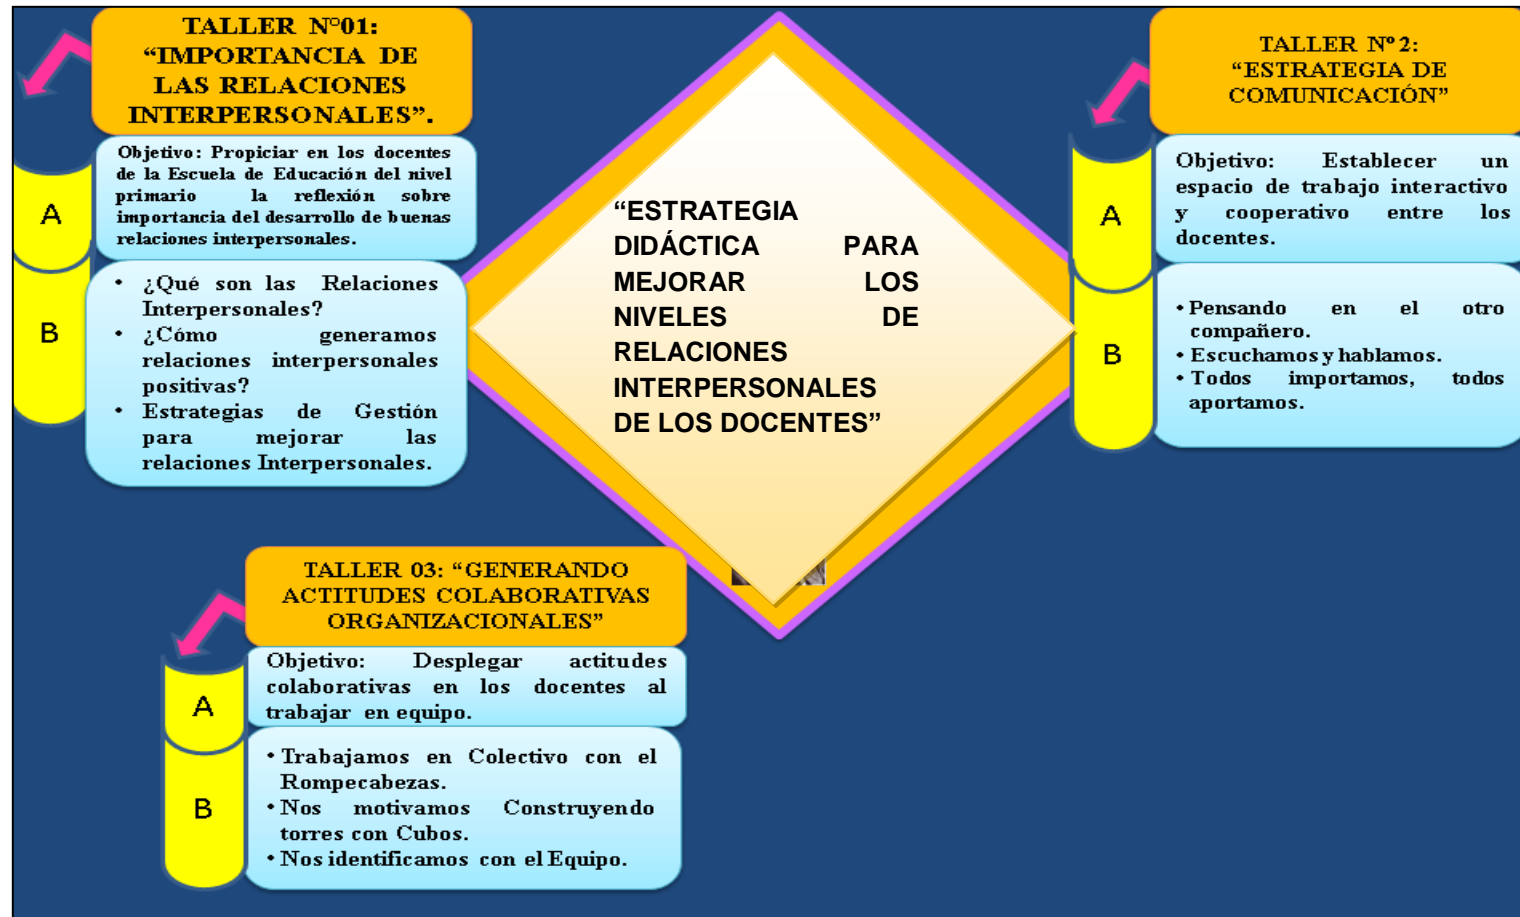 TALLER N°01:
“IMPORTANCIA DE
LAS RELACIONES
INTERPERSONALES”.
A
Objetivo: Propiciar en los docentes
de la Escuela de Educación del nivel
primario la reflexión sobre
importancia del desarrollo de buenas
relaciones interpersonales.
B
• ¿Qué son las Relaciones
Interpersonales?
• ¿Cómo generamos
relaciones interpersonales
positivas?
• Estrategias de Gestión
para mejorar las
relaciones Interpersonales.
“ESTRATEGIA
DIDÁCTICA PARA
MEJORAR LOS
NIVELES DE
RELACIONES
INTERPERSONALES
DE LOS DOCENTES”
TALLER Nº 2:
“ESTRATEGIA DE
COMUNICACIÓN”
A
Objetivo: Establecer un
espacio de trabajo interactivo
y cooperativo entre los
docentes.
B
• Pensando en el otro
compañero.
• Escuchamos y hablamos.
• Todos importamos, todos
aportamos.
TALLER 03: “GENERANDO
ACTITUDES COLABORATIVAS
ORGANIZACIONALES”
A
Objetivo: Desplegar actitudes
colaborativas en los docentes al
trabajar en equipo.
B
• Trabajamos en Colectivo con el
Rompecabezas.
• Nos motivamos Construyendo
torres con Cubos.
• Nos identificamos con el Equipo.